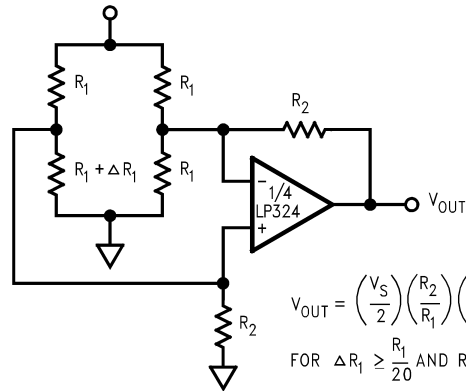 R1
R1
R2
R1 + ΔR1
R1
−
1/4
LP324
+
VOUT
R2
VOUT = (VS/2)(R2/R1)(
FOR ΔR1 ≥ R1/20 AND R